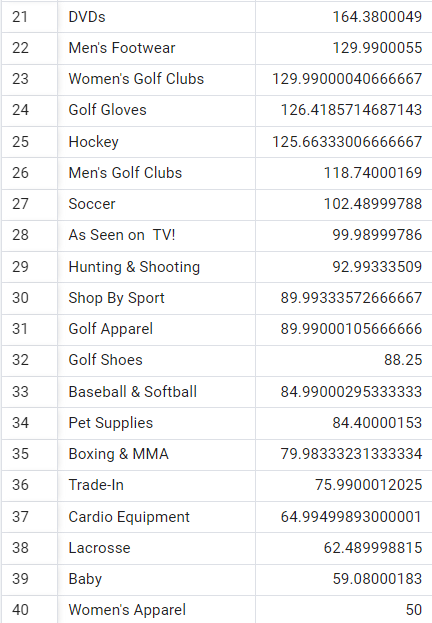 21 DVDs 164.3800049
22 Men's Footwear 129.9900055
23 Women's Golf Clubs 129.99000040666667
24 Golf Gloves 126.4185714687143
25 Hockey 125.66333006666667
26 Men's Golf Clubs 118.74000169
27 Soccer 102.48999788
28 As Seen on  TV! 99.98999786
29 Hunting & Shooting 92.99333509
30 Shop By Sport 89.99333572666667
31 Golf Apparel 89.99000105666666
32 Golf Shoes 88.25
33 Baseball & Softball 84.99000295333333
34 Pet Supplies 84.40000153
35 Boxing & MMA 79.98333231333334
36 Trade-In 75.9900012025
37 Cardio Equipment 64.99499893000001
38 Lacrosse 62.489998815
39 Baby 59.08000183
40 Women's Apparel 50